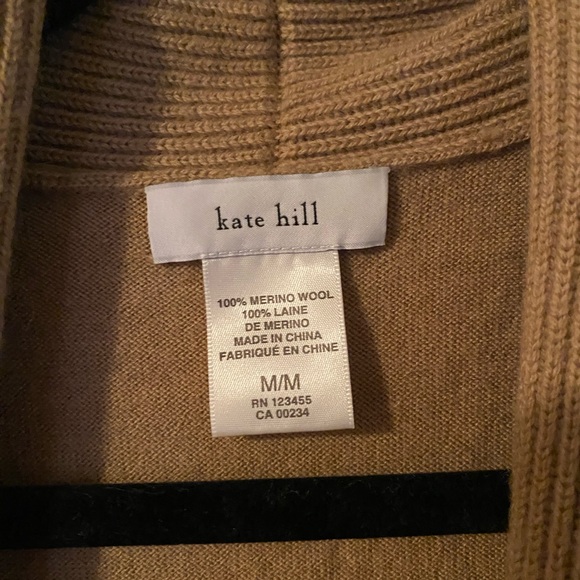 kate hill
100% MERINO WOOL
100% LAINE
DE MERINO
MADE IN CHINA
FABRIQUÉ EN CHINE
M/M
RN 123455
CA 00234